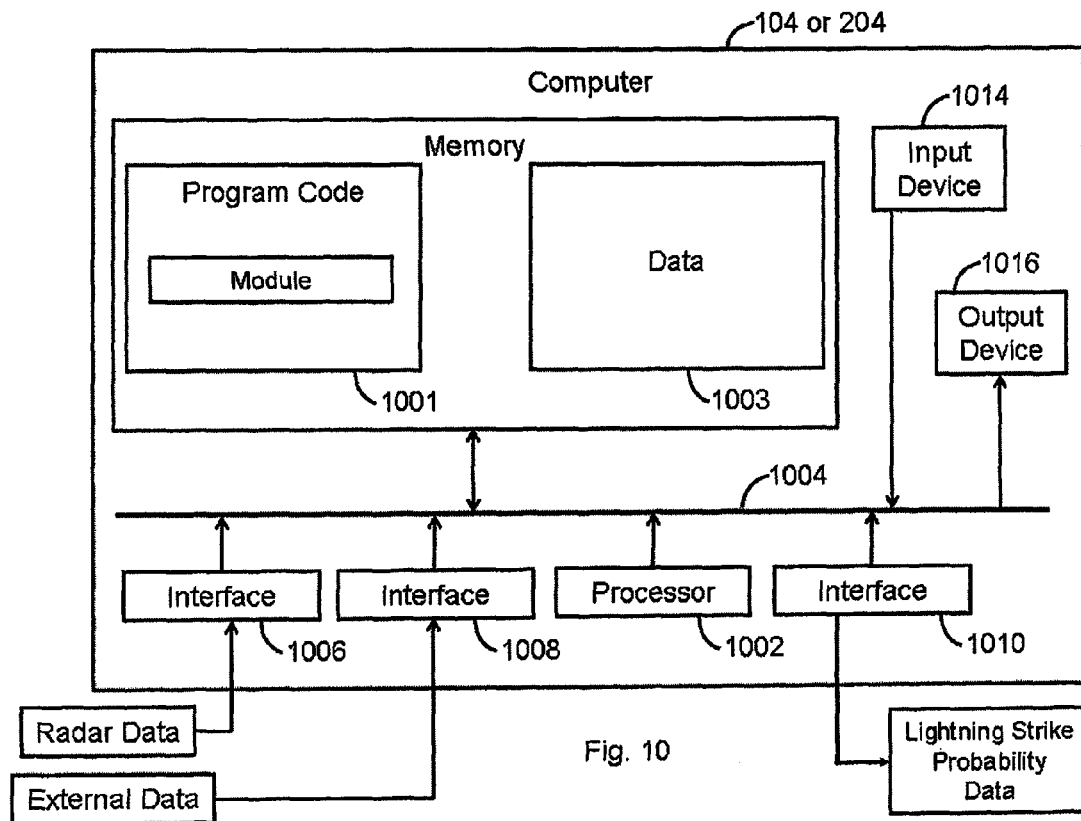 104 or 204
Computer
1014
Memory
Input
Device
Program Code
Module
Data
1016
Output
Device
1001
1003
1004
Interface
Interface
Processor
Interface
1006
1008
1002
1010
Radar Data
Fig. 10
Lightning Strike
Probability
Data
External Data